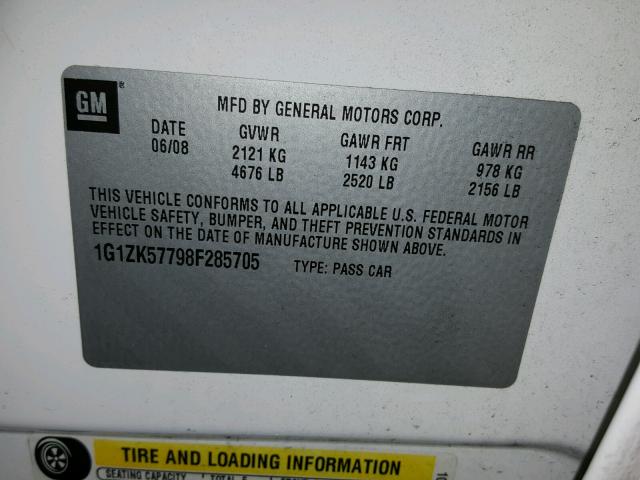 GM
MFD BY GENERAL MOTORS CORP.
DATE GVWR GAWR FRT GAWR RR
06/08 2121 KG 1143 KG 978 KG
4676 LB 2520 LB 2156 LB
THIS VEHICLE CONFORMS TO ALL APPLICABLE U.S. FEDERAL MOTOR
VEHICLE SAFETY, BUMPER, AND THEFT PREVENTION STANDARDS IN
EFFECT ON THE DATE OF MANUFACTURE SHOWN ABOVE.
1G1ZK57798F285705 TYPE: PASS CAR
TIRE AND LOADING INFORMATION
SEATING CAPACITY